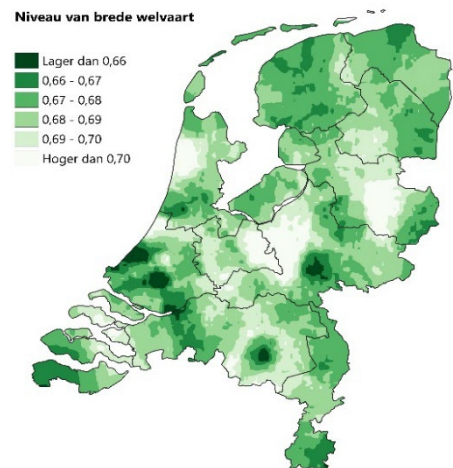 Niveau van brede welvaart
Lager dan 0,66
0,66 - 0,67
0,67 - 0,68
0,68 - 0,69
0,69 - 0,70
Hoger dan 0,70